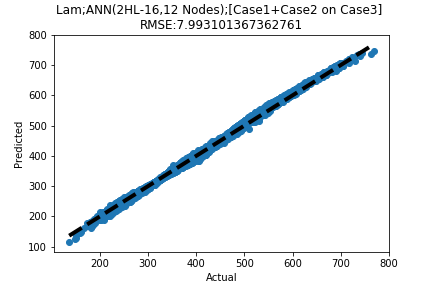 Lam;ANN(2HL-16,12 Nodes);[Case1+Case2 on Case3]
RMSE:7.993101367362761
800
700
600
500
400
300
200
100
Predicted
200 300 400 500 600 700 800
Actual